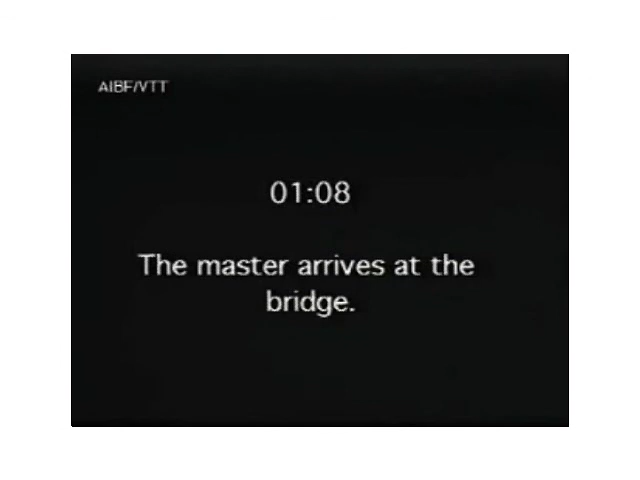 AIBF/VTT
01:08
The master arrives at the
bridge.